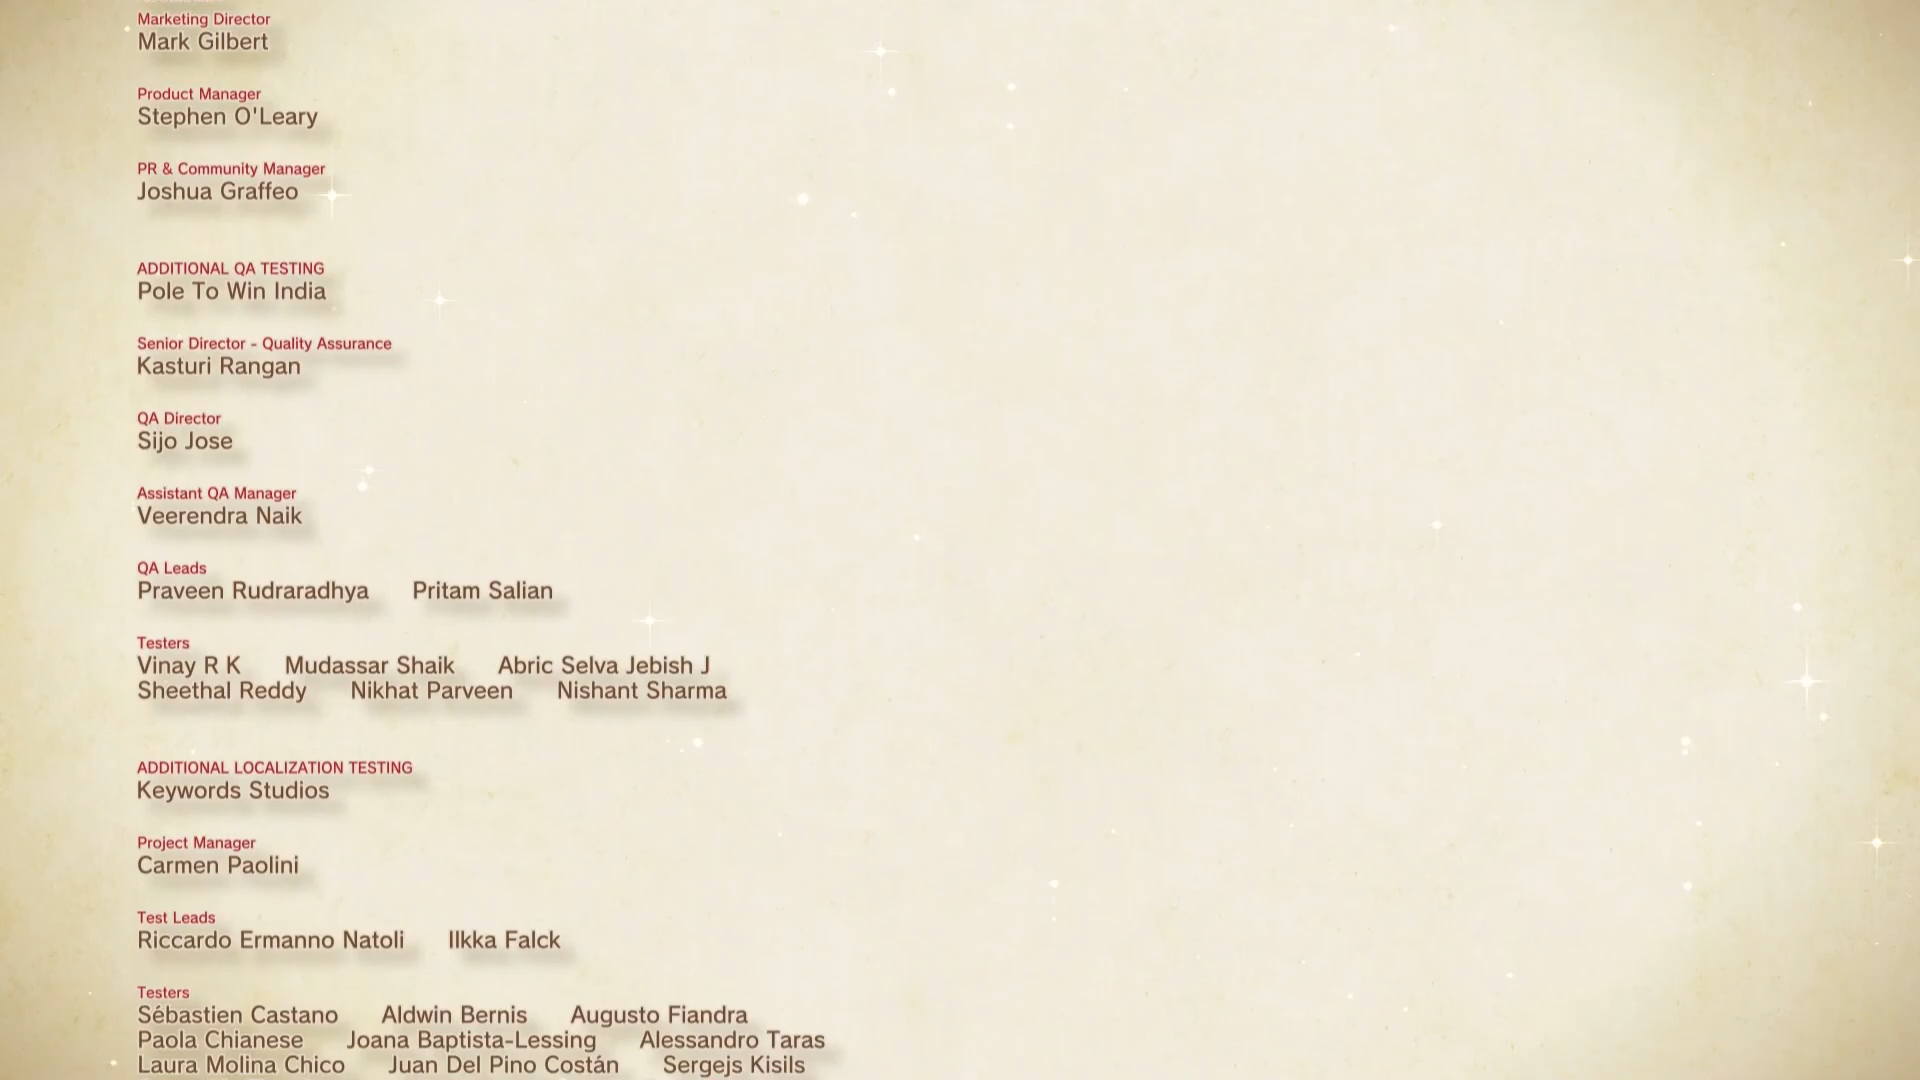 Marketing Director
Mark Gilbert
Product Manager
Stephen O'Leary
PR & Community Manager
Joshua Graffeo
ADDITIONAL QA TESTING
Pole To Win India
Senior Director - Quality Assurance
Kasturi Rangan
QA Director
Sijo Jose
Assistant QA Manager
Veerendra Naik
QA Leads
Praveen Rudraradhya Pritam Salian
Testers
Vinay R K Mudassar Shaik Abric Selva Jebish J
Sheethal Reddy Nikhat Parveen Nishant Sharma
ADDITIONAL LOCALIZATION TESTING
Keywords Studios
Project Manager
Carmen Paolini
Test Leads
Riccardo Ermanno Natoli Ilkka Falck
Testers
Sébastien Castano Aldwin Bernis Augusto Fiandra
Paola Chianese Joana Baptista-Lessing Alessandro Taras
Laura Molina Chico Juan Del Pino Costán Sergejs Kisils